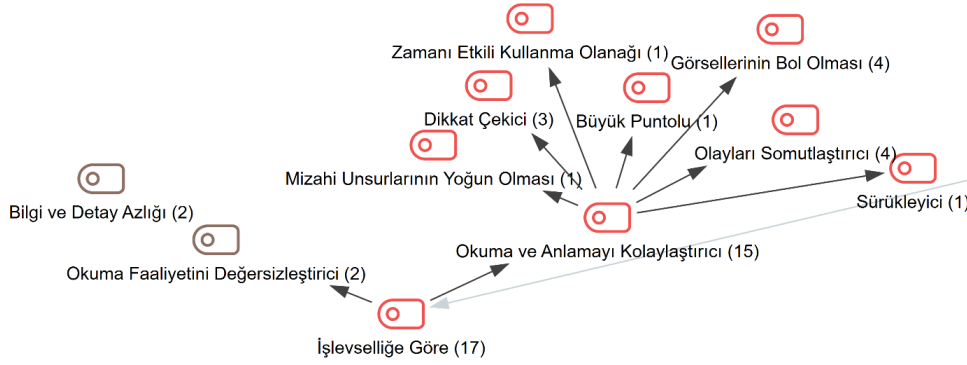 Zamanı Etkili Kullanma Olanağı (1)
Görsellerinin Bol Olması (4)
Dikkat Çekici (3)
Büyük Puntolu (1)
Olayları Somutlaştırıcı (4)
Mizahi Unsurlarının Yoğun Olması (1)
Sürükleyici (1)
Bilgi ve Detay Azlığı (2)
Okuma ve Anlamayı Kolaylaştırıcı (15)
Okuma Faaliyetini Değersizleştirici (2)
İşlevselliğe Göre (17)